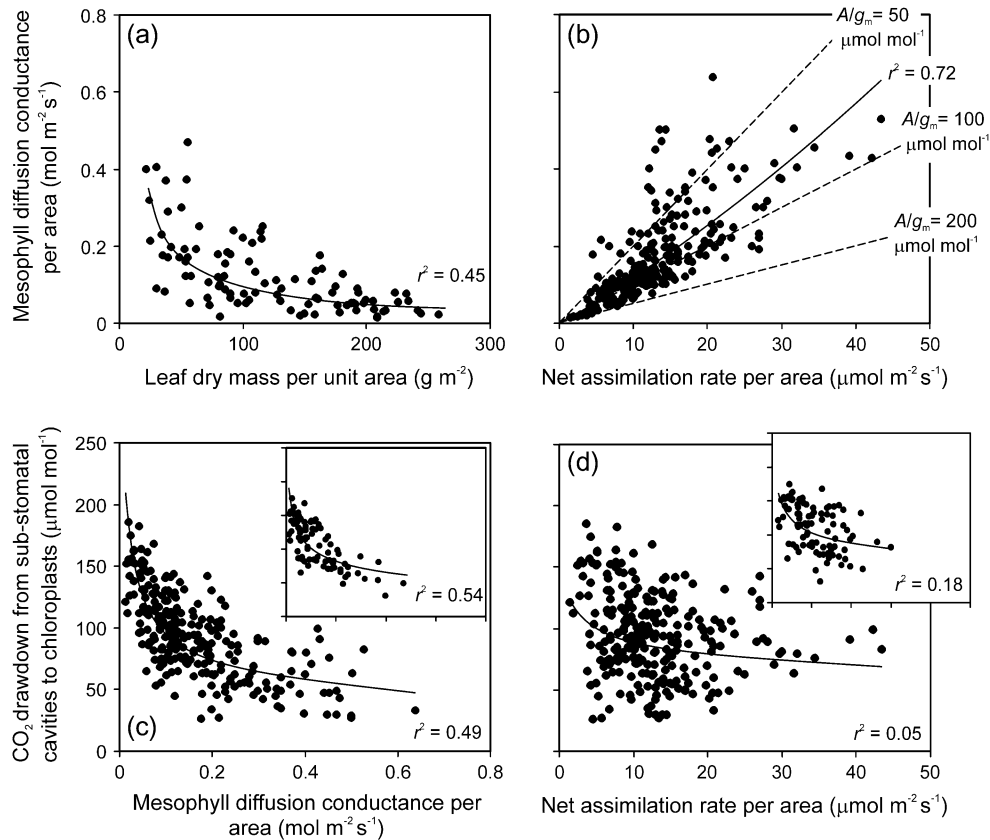 (a)
Mesophyll diffusion conductance
per area (mol m-2 s-1)
0.8
0.6
0.4
0.2
0
r2 = 0.45
0
100
200
300
Leaf dry mass per unit area (g m-2)
(b)
A/gm= 50
µmol mol-1
r2 = 0.72
A/gm= 100
µmol mol-1
A/gm= 200
µmol mol-1
0
10
20
30
40
50
Net assimilation rate per area (µmol m-2 s-1)
CO2 drawdown from sub-stomatal
cavities to chloroplasts (µmol mol-1)
250
200
150
100
50
0
r2 = 0.54
(c)
r2 = 0.49
0
0.2
0.4
0.6
0.8
Mesophyll diffusion conductance per
area (mol m-2 s-1)
(d)
r2 = 0.18
r2 = 0.05
0
10
20
30
40
50
Net assimilation rate per area (µmol m-2 s-1)